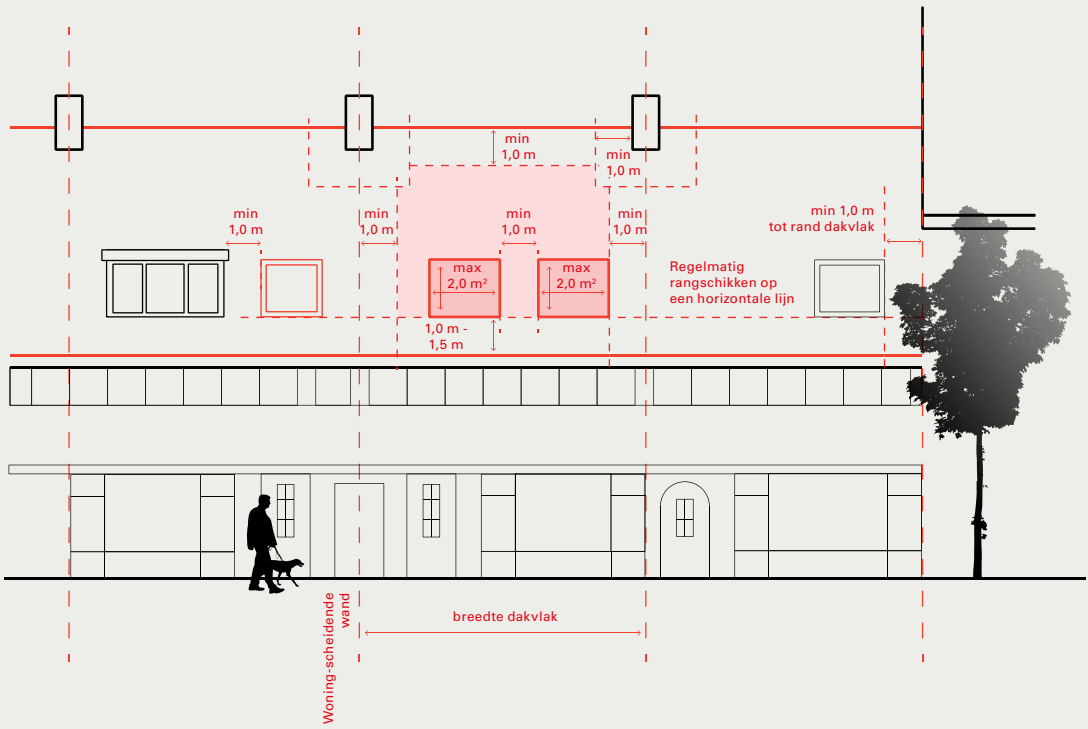 min
1,0 m
min
1,0 m
min
1,0 m
min
1,0 m
min
1,0 m
min
1,0 m
min 1,0 m
tot rand dakvlak
max
2,0 m²
max
2,0 m²
Regelmatig
rangschikken op
een horizontale lijn
1,0 m -
1,5 m
Woning-scheidende
wand
breedte dakvlak